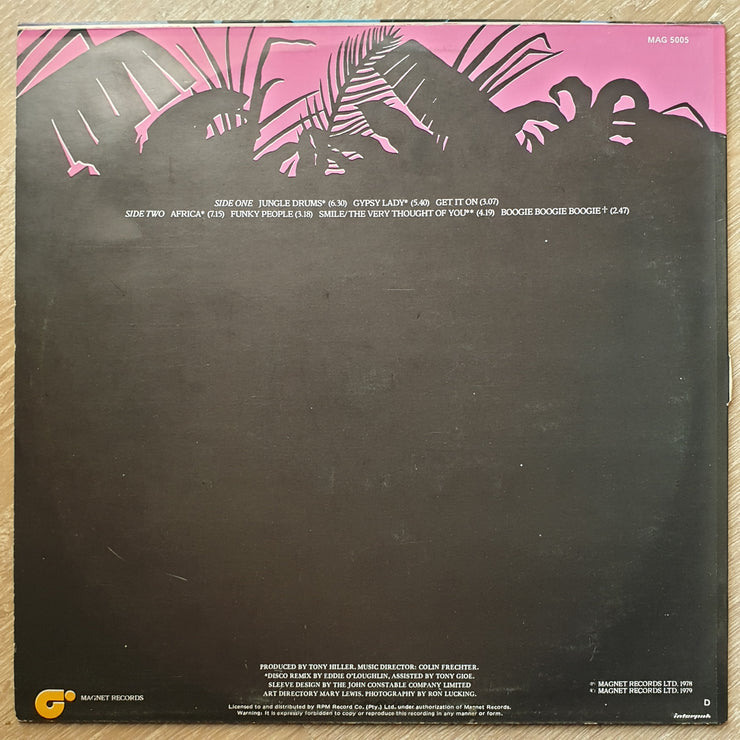 MAG 5005
SIDE ONE JUNGLE DRUMS* (6.30) GYPSY LADY* (5.40) GET IT ON (3.07)
SIDE TWO AFRICA* (7.15) FUNKY PEOPLE (3.18) SMILE/THE VERY THOUGHT OF YOU** (4.19) BOOGIE BOOGIE BOOGIE† (2.47)
PRODUCED BY TONY HILLER. MUSIC DIRECTOR: COLIN FRECHTER.
*DISCO REMIX BY EDDIE O'LOUGHLIN, ASSISTED BY TONY GIOE.
SLEEVE DESIGN BY THE JOHN CONSTABLE COMPANY LIMITED
ART DIRECTORY MARY LEWIS. PHOTOGRAPHY BY RON LUCKING.
Licensed to and distributed by RPM Record Co. (Pty.) Ltd. under authorization of Magnet Records.
Warning: It is expressly forbidden to copy or reproduce this recording in any manner or form.
MAGNET RECORDS
℗ MAGNET RECORDS LTD. 1978
© MAGNET RECORDS LTD. 1979
D
interpak